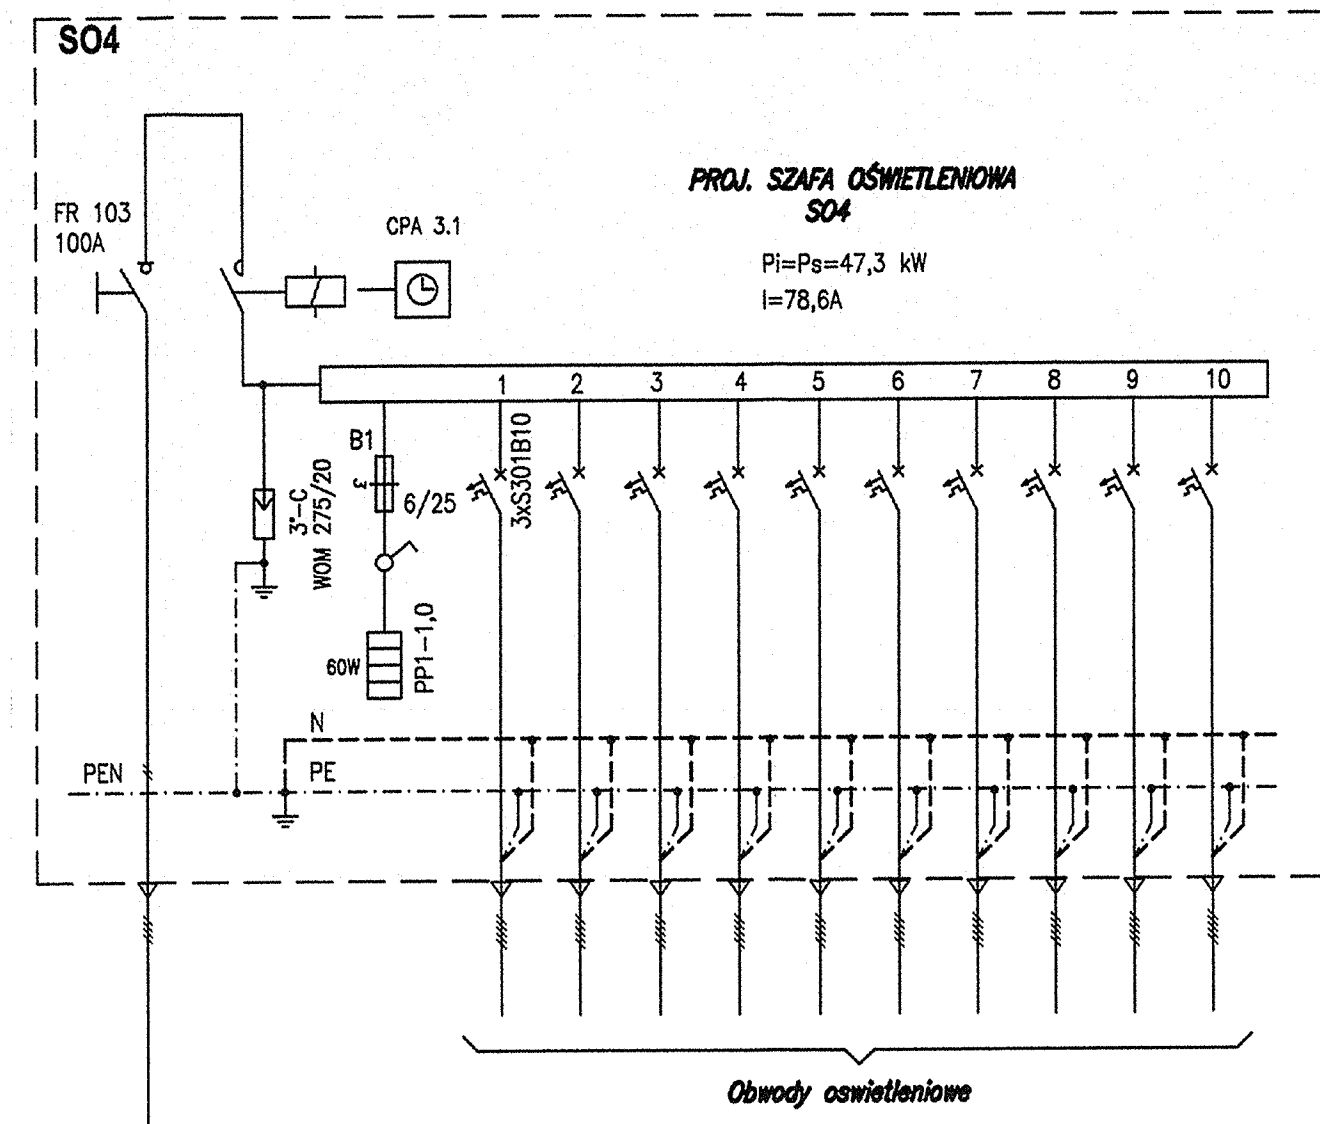 SO4
PROJ. SZAFA OŚWIETLENIOWA
SO4
Pi=Ps=47,3 kW
I=78,6A
FR 103
100A
CPA 3.1
1 2 3 4 5 6 7 8 9 10
B1
3
6/25
3xS301B10
3"-C
WOM 275/20
60W
PP1-1,0
N
PEN
PE
Obwody oswietleniowe